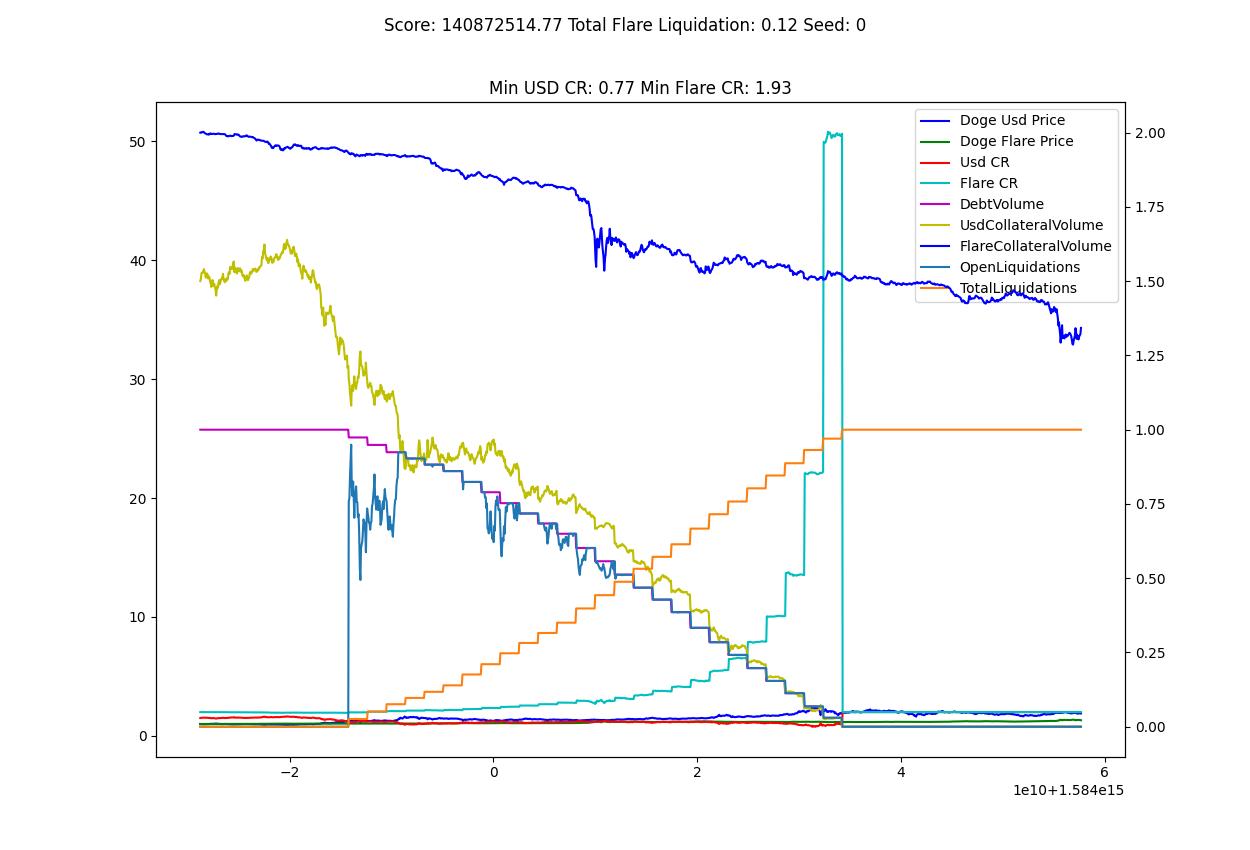 Score: 140872514.77 Total Flare Liquidation: 0.12 Seed: 0
Min USD CR: 0.77 Min Flare CR: 1.93
50
40
30
20
10
0
2.00
1.75
1.50
1.25
1.00
0.75
0.50
0.25
0.00
Doge Usd Price
Doge Flare Price
Usd CR
Flare CR
DebtVolume
UsdCollateralVolume
FlareCollateralVolume
OpenLiquidations
TotalLiquidations
−2
0
2
4
6
1e10+1.584e15